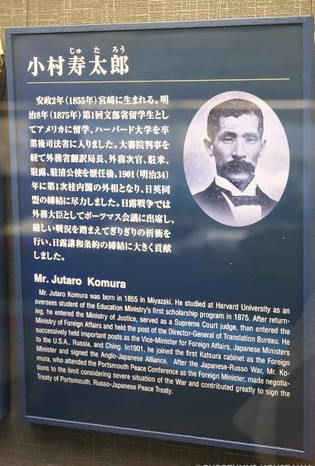 じゅ た ろう
小村寿太郎
安政2年(1855年)宮崎に生まれる。明
治8年(1875年)第1回文部省留学生とし
てアメリカに留学、ハーバード大学を卒
業後司法省に入りました。大審院判事を
経て外務省翻訳局長、外務次官、駐米、
駐露、駐清公使を歴任後、1901(明治34)
年に第1次桂内閣の外相となり、日英同
盟の締結に尽力しました。日露戦争では
外務大臣としてポーツマス会議に出席し、
厳しい戦況を踏まえてぎりぎりの折衝を
行い、日露講和条約の締結に大きく貢献
しました。
Mr. Jutaro Komura
Mr. Jutaro Komura was born in 1855 in Miyazaki. He studied at Harvard University as an
overseas student of the Education Ministry's first scholarship program in 1875. After return-
ing, he entered the Ministry of Justice, served as a Supreme Court judge, then entered the
Ministry of Foreign Affairs and held the post of the Director-General of Translation Bureau. He
successively held important posts as the Vice-Minister for Foreign Affairs, Japanese Ministers
to the U.S.A., Russia, and Ching. In1901, he joined the first Katsura cabinet as the Foreign
Minister and signed the Anglo-Japanese Alliance. After the Japanese-Russo War, Mr. Ko-
mura, who attended the Portsmouth Peace Conference as the Foreign Minister, made negotia-
tions to the limit considering severe situation of the War and contributed greatly to sign the
Treaty of Portsmouth, Russo-Japanese Peace Treaty.